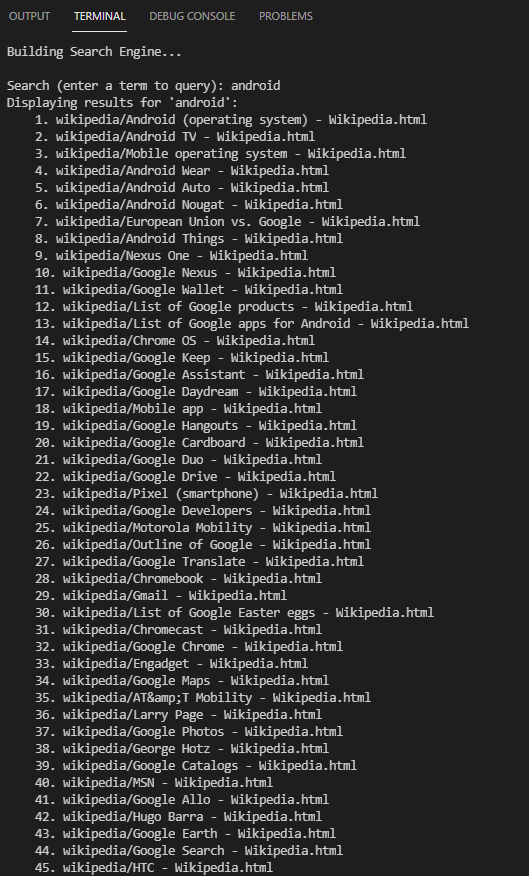 OUTPUT TERMINAL DEBUG CONSOLE PROBLEMS
Building Search Engine...
Search (enter a term to query): android
Displaying results for 'android':
1. wikipedia/Android (operating system) - Wikipedia.html
2. wikipedia/Android TV - Wikipedia.html
3. wikipedia/Mobile operating system - Wikipedia.html
4. wikipedia/Android Wear - Wikipedia.html
5. wikipedia/Android Auto - Wikipedia.html
6. wikipedia/Android Nougat - Wikipedia.html
7. wikipedia/European Union vs. Google - Wikipedia.html
8. wikipedia/Android Things - Wikipedia.html
9. wikipedia/Nexus One - Wikipedia.html
10. wikipedia/Google Nexus - Wikipedia.html
11. wikipedia/Google Wallet - Wikipedia.html
12. wikipedia/List of Google products - Wikipedia.html
13. wikipedia/List of Google apps for Android - Wikipedia.html
14. wikipedia/Chrome OS - Wikipedia.html
15. wikipedia/Google Keep - Wikipedia.html
16. wikipedia/Google Assistant - Wikipedia.html
17. wikipedia/Google Daydream - Wikipedia.html
18. wikipedia/Mobile app - Wikipedia.html
19. wikipedia/Google Hangouts - Wikipedia.html
20. wikipedia/Google Cardboard - Wikipedia.html
21. wikipedia/Google Duo - Wikipedia.html
22. wikipedia/Google Drive - Wikipedia.html
23. wikipedia/Pixel (smartphone) - Wikipedia.html
24. wikipedia/Google Developers - Wikipedia.html
25. wikipedia/Motorola Mobility - Wikipedia.html
26. wikipedia/Outline of Google - Wikipedia.html
27. wikipedia/Google Translate - Wikipedia.html
28. wikipedia/Chromebook - Wikipedia.html
29. wikipedia/Gmail - Wikipedia.html
30. wikipedia/List of Google Easter eggs - Wikipedia.html
31. wikipedia/Chromecast - Wikipedia.html
32. wikipedia/Google Chrome - Wikipedia.html
33. wikipedia/Engadget - Wikipedia.html
34. wikipedia/Google Maps - Wikipedia.html
35. wikipedia/AT&amp;T Mobility - Wikipedia.html
36. wikipedia/Larry Page - Wikipedia.html
37. wikipedia/Google Photos - Wikipedia.html
38. wikipedia/George Hotz - Wikipedia.html
39. wikipedia/Google Catalogs - Wikipedia.html
40. wikipedia/MSN - Wikipedia.html
41. wikipedia/Google Allo - Wikipedia.html
42. wikipedia/Hugo Barra - Wikipedia.html
43. wikipedia/Google Earth - Wikipedia.html
44. wikipedia/Google Search - Wikipedia.html
45. wikipedia/HTC - Wikipedia.html